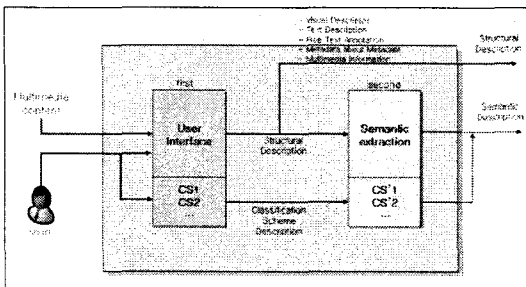 - Visual Descriptor
- Text Description
- Free Text Annotation
- Metadata about Metadata
- Multimedia Information
Structural
Description
first
second
Semantic
Description
Multimedia
content
User
Interface
Structural
Description
Semantic
extraction
CS1
CS2
...
Classification
Scheme
Description
CS'1
CS'2
...
user